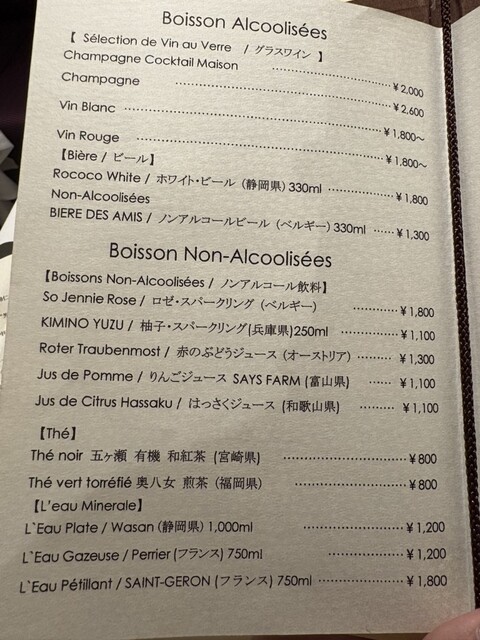 Boisson Alcoolisées
【 Sélection de Vin au Verre / グラスワイン 】
Champagne Cocktail Maison ¥2,000
Champagne ¥2,600
Vin Blanc ¥1,800～
Vin Rouge ¥1,800～
【Bière / ビール】
Rococo White / ホワイト・ビール (静岡県) 330ml ¥1,800
Non-Alcoolisées
BIERE DES AMIS / ノンアルコールビール (ベルギー) 330ml ¥1,300
Boisson Non-Alcoolisées
【Boissons Non-Alcoolisées / ノンアルコール飲料】
So Jennie Rose / ロゼ・スパークリング (ベルギー) ¥1,800
KIMINO YUZU / 柚子・スパークリング(兵庫県)250ml ¥1,100
Roter Traubenmost / 赤のぶどうジュース (オーストリア) ¥1,300
Jus de Pomme / りんごジュース SAYS FARM (富山県) ¥1,100
Jus de Citrus Hassaku / はっさくジュース (和歌山県) ¥1,100
【Thé】
Thé noir 五ヶ瀬 有機 和紅茶 (宮崎県) ¥800
Thé vert torréfié 奥八女 煎茶 (福岡県) ¥800
【L'eau Minerale】
L`Eau Plate / Wasan (静岡県) 1,000ml ¥1,200
L`Eau Gazeuse / Perrier (フランス) 750ml ¥1,200
L`Eau Pétillant / SAINT-GERON (フランス) 750ml ¥1,800